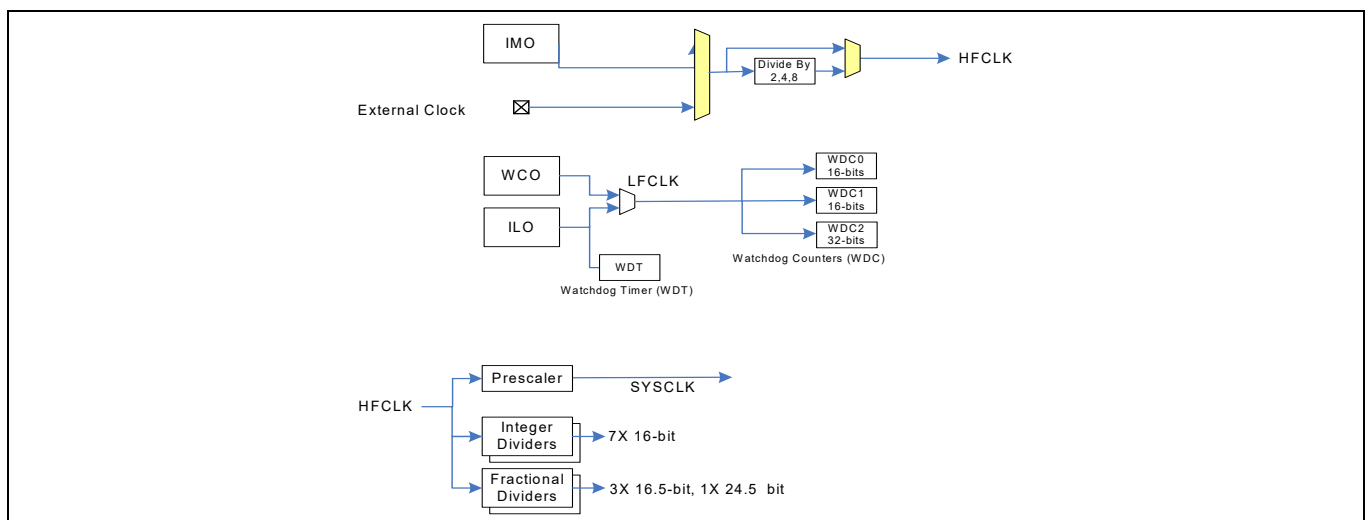 IMO
Divide By
2,4,8
HFCLK
External Clock
WCO
LFCLK
WDC0
16-bits
WDC1
16-bits
ILO
WDC2
32-bits
Watchdog Counters (WDC)
WDT
Watchdog Timer (WDT)
Prescaler
SYSCLK
HFCLK
Integer
Dividers
7X 16-bit
Fractional
Dividers
3X 16.5-bit, 1X 24.5 bit